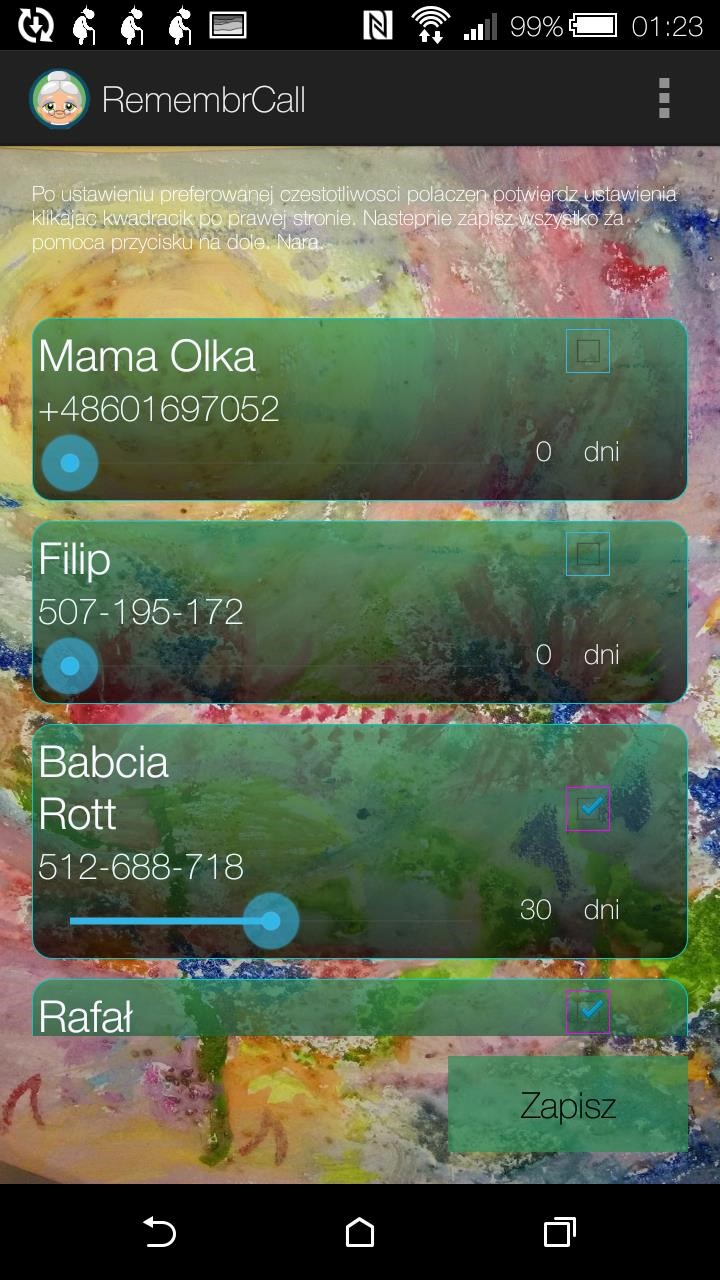 99% 01:23
RemembrCall
Po ustawieniu preferowanej czestotliwosci polaczen potwierdz ustawienia
klikajac kwadracik po prawej stronie. Nastepnie zapisz wszystko za
pomoca przycisku na dole. Nara.
Mama Olka
+48601697052
0 dni
Filip
507-195-172
0 dni
Babcia
Rott
512-688-718
30 dni
Rafał
Zapisz